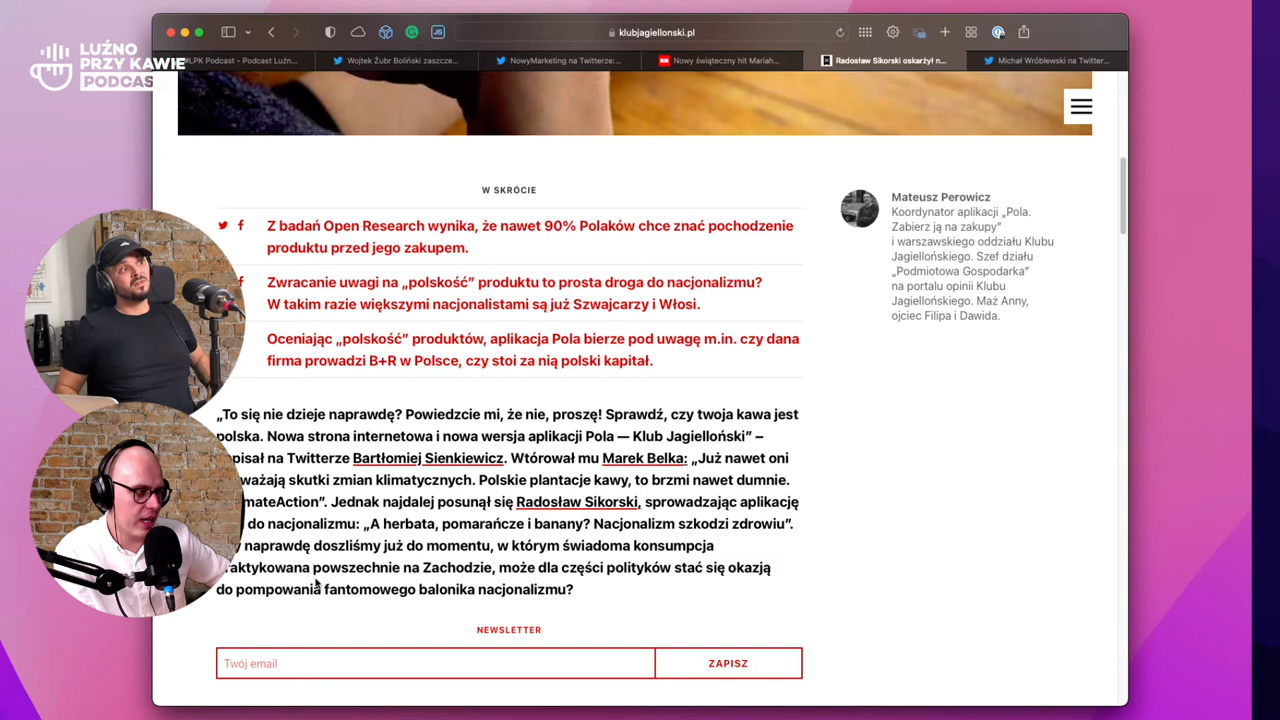 LUŹNO
PRZY KAWIE
PODCAST
klubjagiellonski.pl
#LPK Podcast - Podcast Luźn...
Wojtek Żubr Boliński zaszcze...
NowyMarketing na Twitterze:...
Nowy świąteczny hit Mariah...
Radosław Sikorski oskarżył n...
Michał Wróblewski na Twitter...
W SKRÓCIE
Z badań Open Research wynika, że nawet 90% Polaków chce znać pochodzenie
produktu przed jego zakupem.
Zwracanie uwagi na „polskość” produktu to prosta droga do nacjonalizmu?
W takim razie większymi nacjonalistami są już Szwajcarzy i Włosi.
Oceniając „polskość” produktów, aplikacja Pola bierze pod uwagę m.in. czy dana
firma prowadzi B+R w Polsce, czy stoi za nią polski kapitał.
Mateusz Perowicz
Koordynator aplikacji „Pola.
Zabierz ją na zakupy”
i warszawskiego oddziału Klubu
Jagiellońskiego. Szef działu
„Podmiotowa Gospodarka”
na portalu opinii Klubu
Jagiellońskiego. Maż Anny,
ojciec Filipa i Dawida.
„To się nie dzieje naprawdę? Powiedzcie mi, że nie, proszę! Sprawdź, czy twoja kawa jest
polska. Nowa strona internetowa i nowa wersja aplikacji Pola — Klub Jagielloński” –
pisał na Twitterze Bartłomiej Sienkiewicz. Wtórował mu Marek Belka: „Już nawet oni
ważają skutki zmian klimatycznych. Polskie plantacje kawy, to brzmi nawet dumnie.
mateAction”. Jednak najdalej posunął się Radosław Sikorski, sprowadzając aplikację
do nacjonalizmu: „A herbata, pomarańcze i banany? Nacjonalizm szkodzi zdrowiu”.
naprawdę doszliśmy już do momentu, w którym świadoma konsumpcja
raktykowana powszechnie na Zachodzie, może dla części polityków stać się okazją
do pompowania fantomowego balonika nacjonalizmu?
NEWSLETTER
Twój email
ZAPISZ